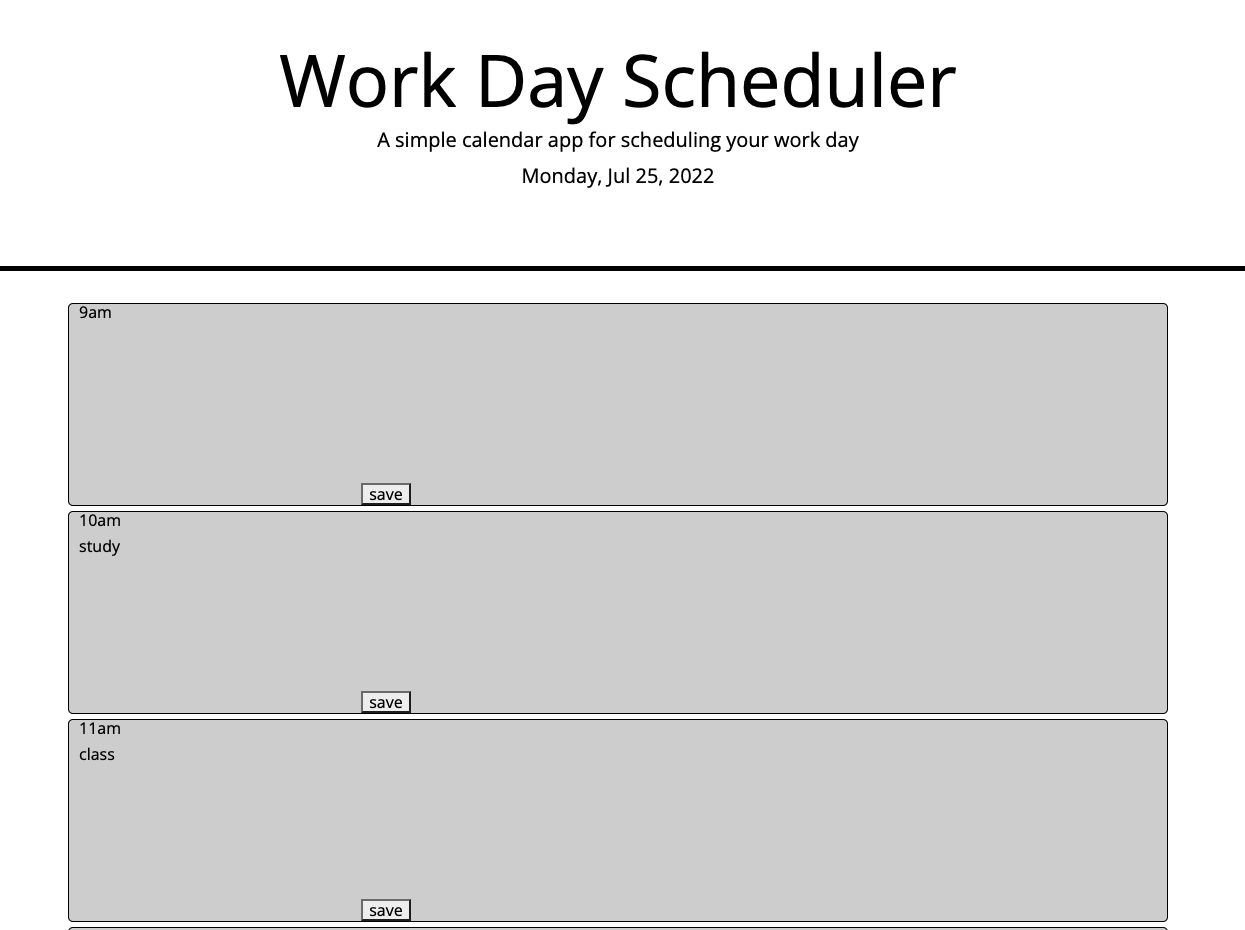 Work Day Scheduler
A simple calendar app for scheduling your work day
Monday, Jul 25, 2022
9am
save
10am
study
save
11am
class
save